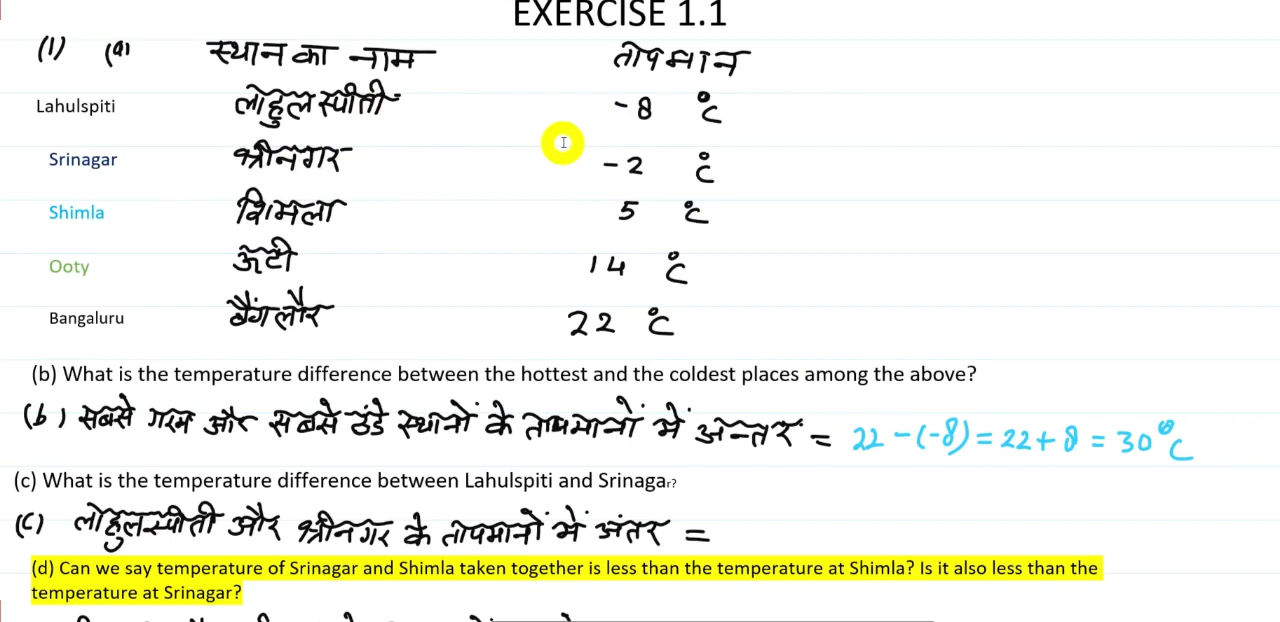 EXERCISE 1.1
(1) (a) स्थान का नाम तापमान
Lahulspiti लाहुलस्पीती -8 °C
Srinagar श्रीनगर -2 °C
Shimla शिमला 5 °C
Ooty ऊटी 14 °C
Bangaluru बैंगलौर 22 °C
(b) What is the temperature difference between the hottest and the coldest places among the above?
(b) सबसे गरम और सबसे ठंडे स्थानों के तापमानों में अन्तर = 22 - (-8) = 22 + 8 = 30°C
(c) What is the temperature difference between Lahulspiti and Srinagar?
(c) लाहुलस्पीती और श्रीनगर के तापमानों में अंतर =
(d) Can we say temperature of Srinagar and Shimla taken together is less than the temperature at Shimla? Is it also less than the
temperature at Srinagar?